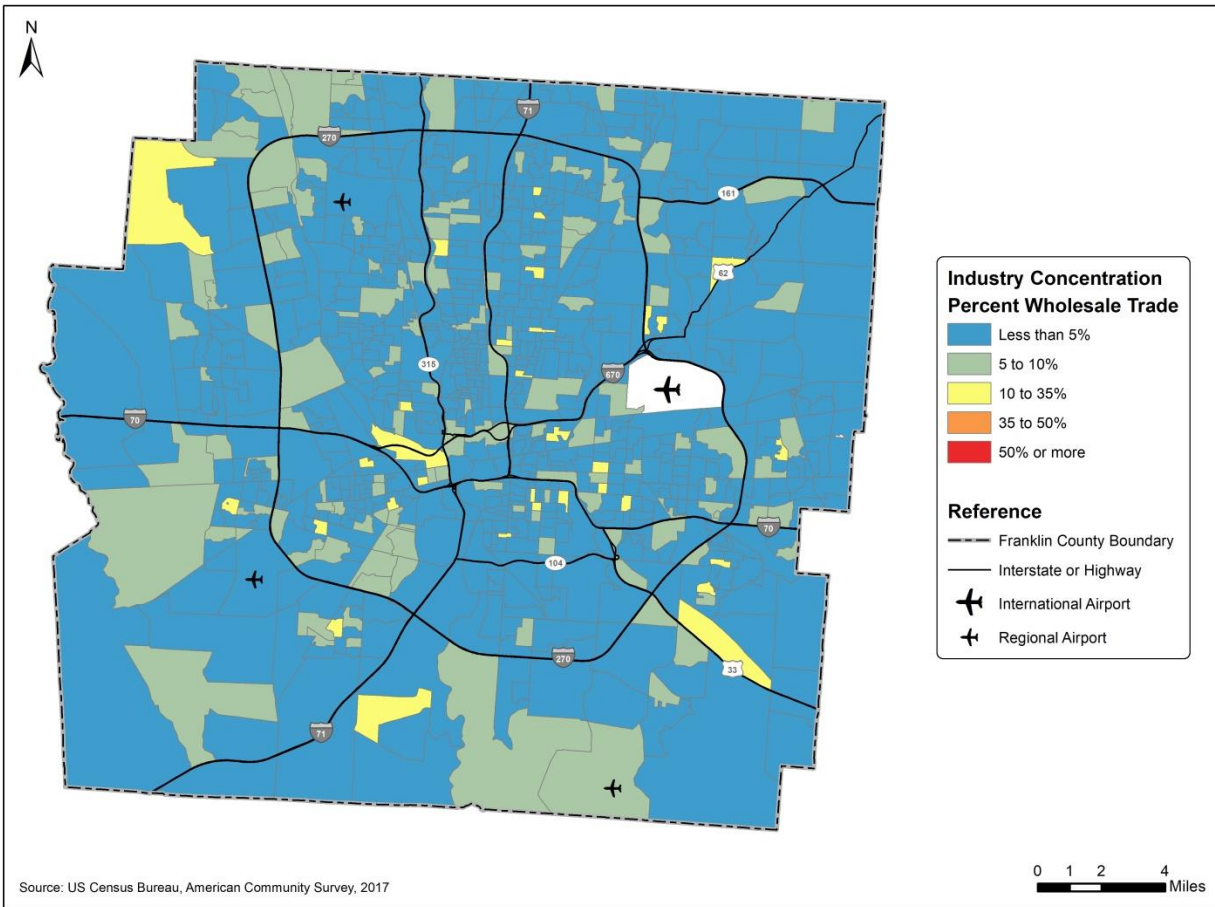 N
270
71
161
62
315
670
70
70
104
270
33
71
Industry Concentration
Percent Wholesale Trade
Less than 5%
5 to 10%
10 to 35%
35 to 50%
50% or more
Reference
Franklin County Boundary
Interstate or Highway
International Airport
Regional Airport
Source: US Census Bureau, American Community Survey, 2017
0 1 2 4
Miles